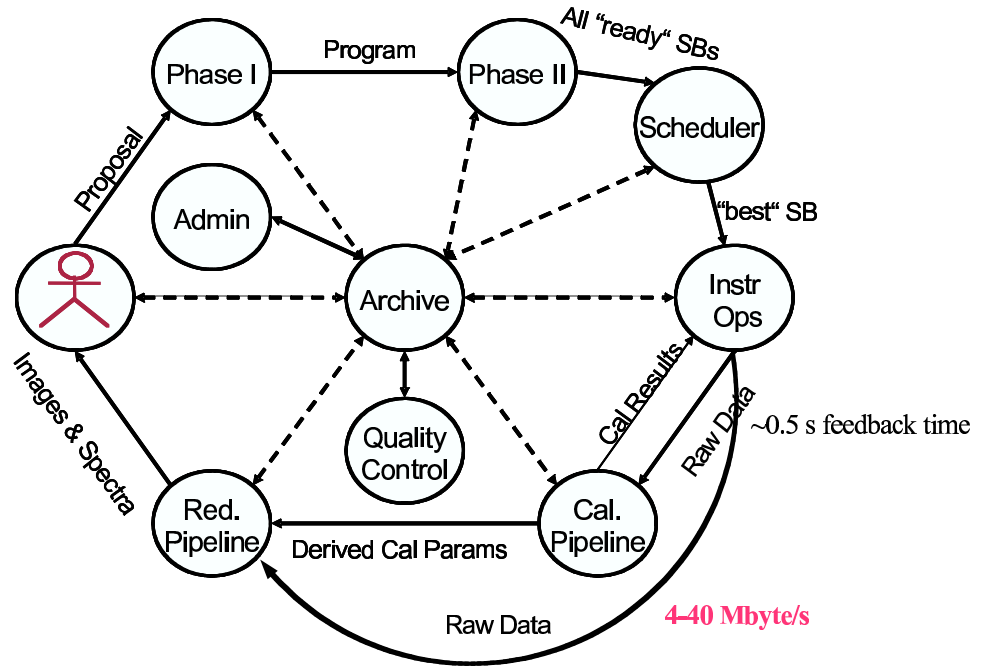 All “ready“ SBs
Program
Phase I
Phase II
Scheduler
Proposal
Admin
“best“ SB
Archive
Instr
Ops
Images & Spectra
Cal Results
Raw Data
~0.5 s feedback time
Quality
Control
Red.
Pipeline
Cal.
Pipeline
Derived Cal Params
4-40 Mbyte/s
Raw Data